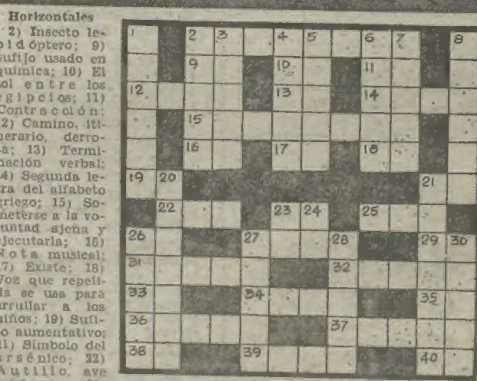 Horizontales
2) Insecto le-
pidóptero; 9)
Sufijo usado en
química; 10) El
sol entre los
egipcios; 11)
Contracción;
12) Camino, iti-
nerario, derro-
ta; 13) Termi-
nación verbal;
14) Segunda le-
tra del alfabeto
griego; 15) So-
meterse a la vo-
luntad ajena y
ejecutarla; 16)
Nota musical;
17) Existe; 18)
Voz que repeti-
da se usa para
arrullar a los
niños; 19) Sufi-
jo aumentativo;
21) Símbolo del
arsénico; 22)
Autillo, ave
1 2 3 4 5 6 7 8
9 10 11
12 13 14
15
16 17 18
19 20 21
22 23 24 25
26 27 28 29 30
31 32
33 34 35
36 37
38 39 40